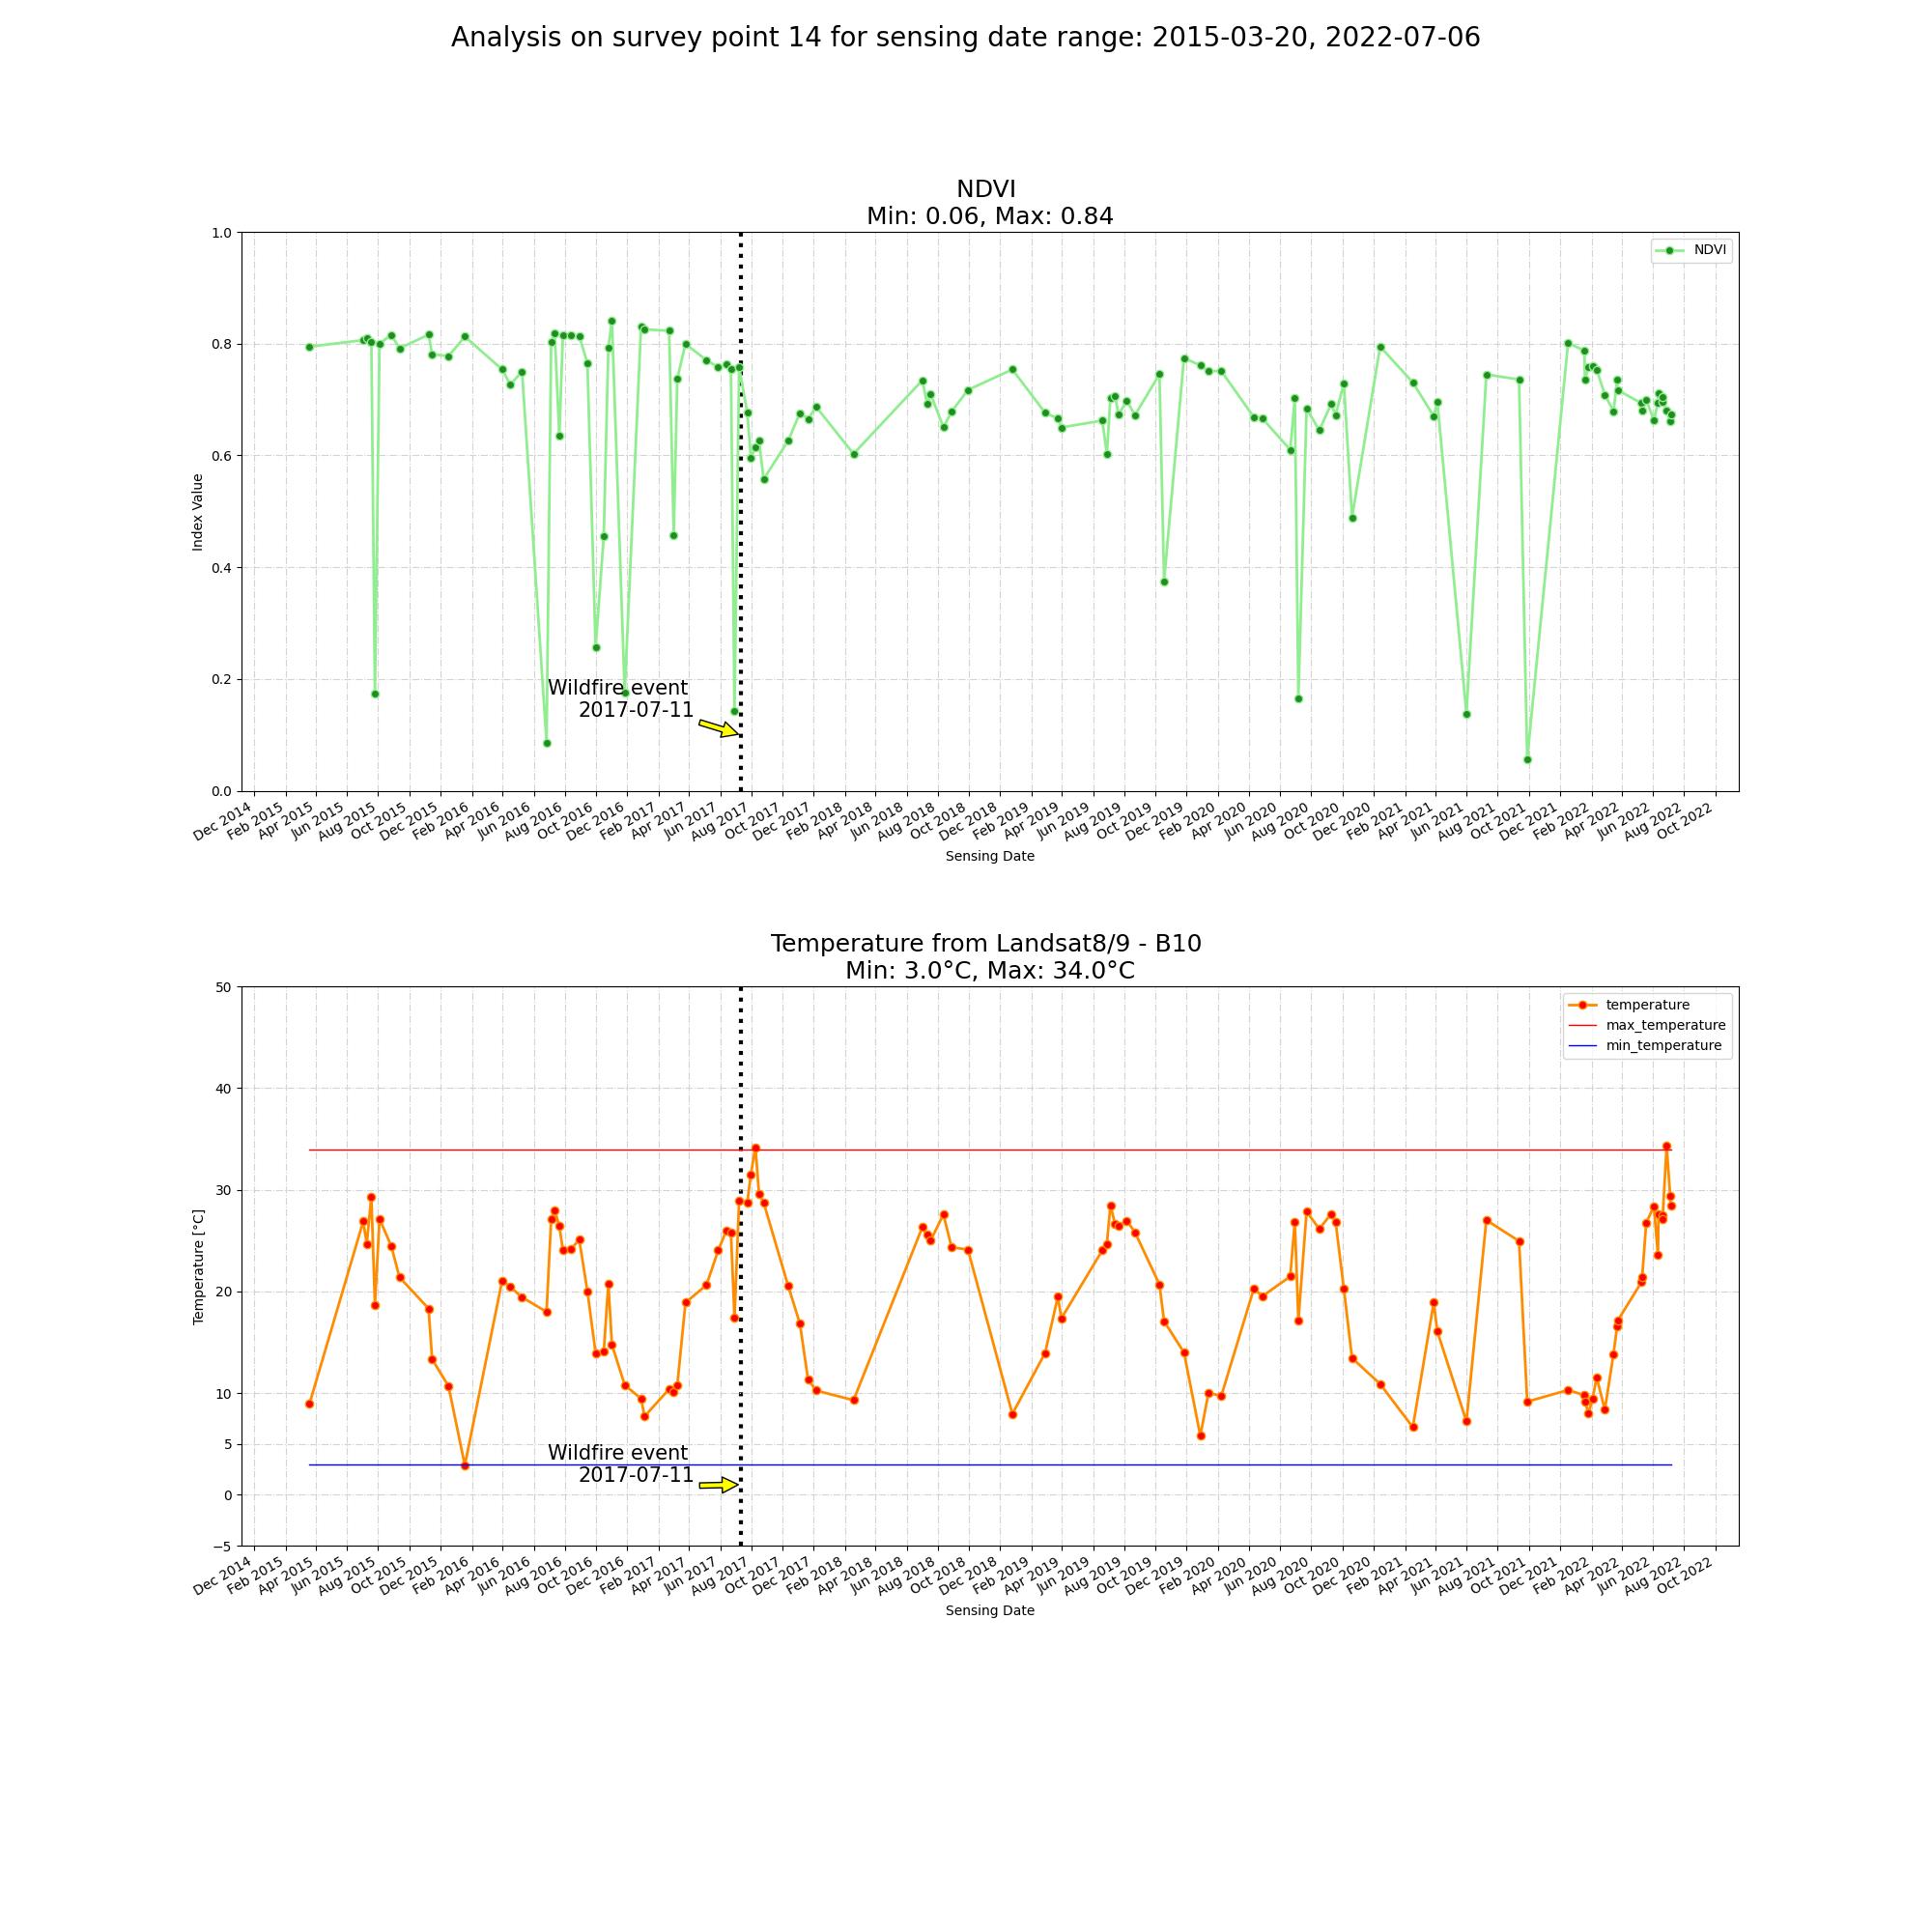 Analysis on survey point 14 for sensing date range: 2015-03-20, 2022-07-06
NDVI
Min: 0.06, Max: 0.84
1.0
0.8
0.6
0.4
0.2
0.0
Index Value
NDVI
Wildfire event
2017-07-11
Dec 2014
Feb 2015
Apr 2015
Jun 2015
Aug 2015
Oct 2015
Dec 2015
Feb 2016
Apr 2016
Jun 2016
Aug 2016
Oct 2016
Dec 2016
Feb 2017
Apr 2017
Jun 2017
Aug 2017
Oct 2017
Dec 2017
Feb 2018
Apr 2018
Jun 2018
Aug 2018
Oct 2018
Dec 2018
Feb 2019
Apr 2019
Jun 2019
Aug 2019
Oct 2019
Dec 2019
Feb 2020
Apr 2020
Jun 2020
Aug 2020
Oct 2020
Dec 2020
Feb 2021
Apr 2021
Jun 2021
Aug 2021
Oct 2021
Dec 2021
Feb 2022
Apr 2022
Jun 2022
Aug 2022
Oct 2022
Sensing Date
Temperature from Landsat8/9 - B10
Min: 3.0°C, Max: 34.0°C
50
40
30
20
10
5
0
−5
Temperature [°C]
temperature
max_temperature
min_temperature
Wildfire event
2017-07-11
Dec 2014
Feb 2015
Apr 2015
Jun 2015
Aug 2015
Oct 2015
Dec 2015
Feb 2016
Apr 2016
Jun 2016
Aug 2016
Oct 2016
Dec 2016
Feb 2017
Apr 2017
Jun 2017
Aug 2017
Oct 2017
Dec 2017
Feb 2018
Apr 2018
Jun 2018
Aug 2018
Oct 2018
Dec 2018
Feb 2019
Apr 2019
Jun 2019
Aug 2019
Oct 2019
Dec 2019
Feb 2020
Apr 2020
Jun 2020
Aug 2020
Oct 2020
Dec 2020
Feb 2021
Apr 2021
Jun 2021
Aug 2021
Oct 2021
Dec 2021
Feb 2022
Apr 2022
Jun 2022
Aug 2022
Oct 2022
Sensing Date